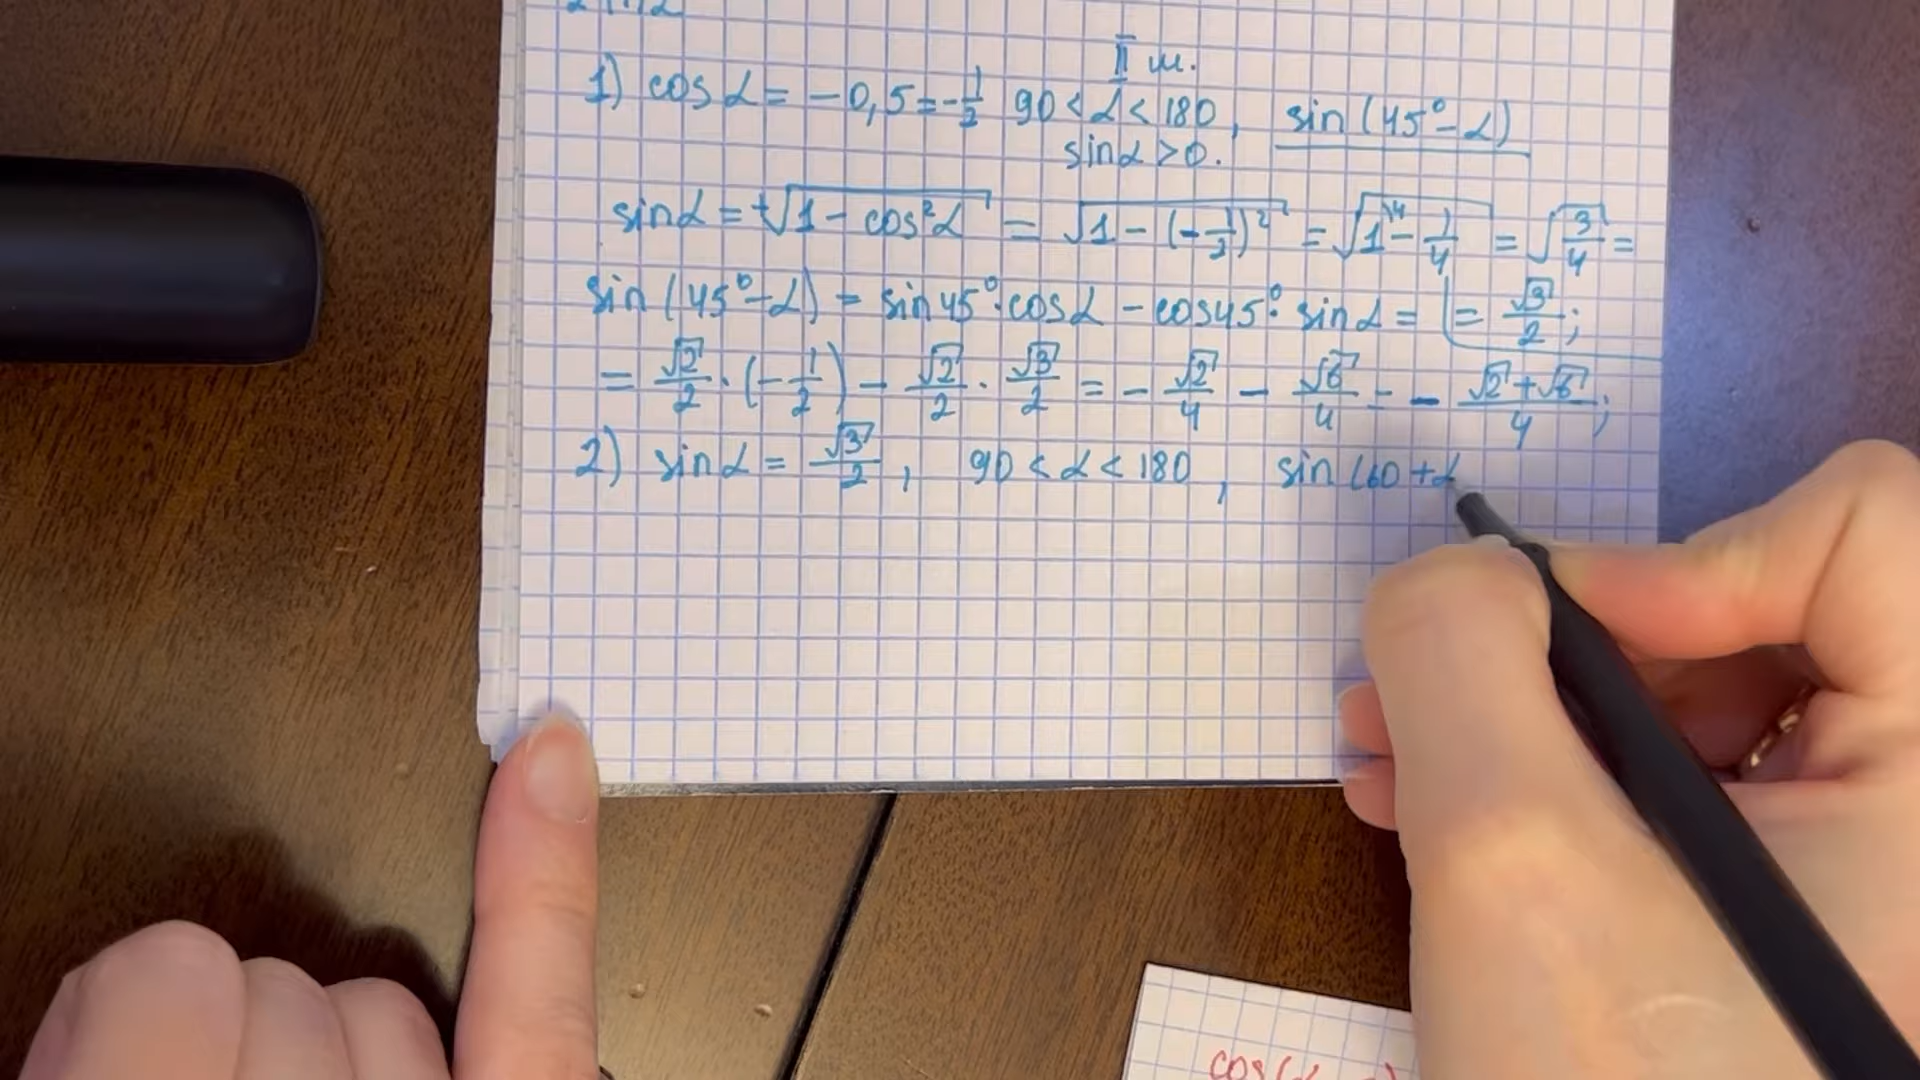 II ч.
1) cos α = -0,5 = -1/2 90 < α < 180, sin(45° - α)
sin α > 0.
sin α = +√(1 - cos²α) = √(1 - (-1/2)²) = √(1\4 - 1/4) = √(3/4) =
sin(45° - α) = sin 45° · cos α - cos 45° · sin α = = √3/2;
= √2/2 · (-1/2) - √2/2 · √3/2 = - √2/4 - √6/4 = - (√2 + √6)/4;
2) sin α = √3/2, 90 < α < 180, sin(60 + α
cos(α